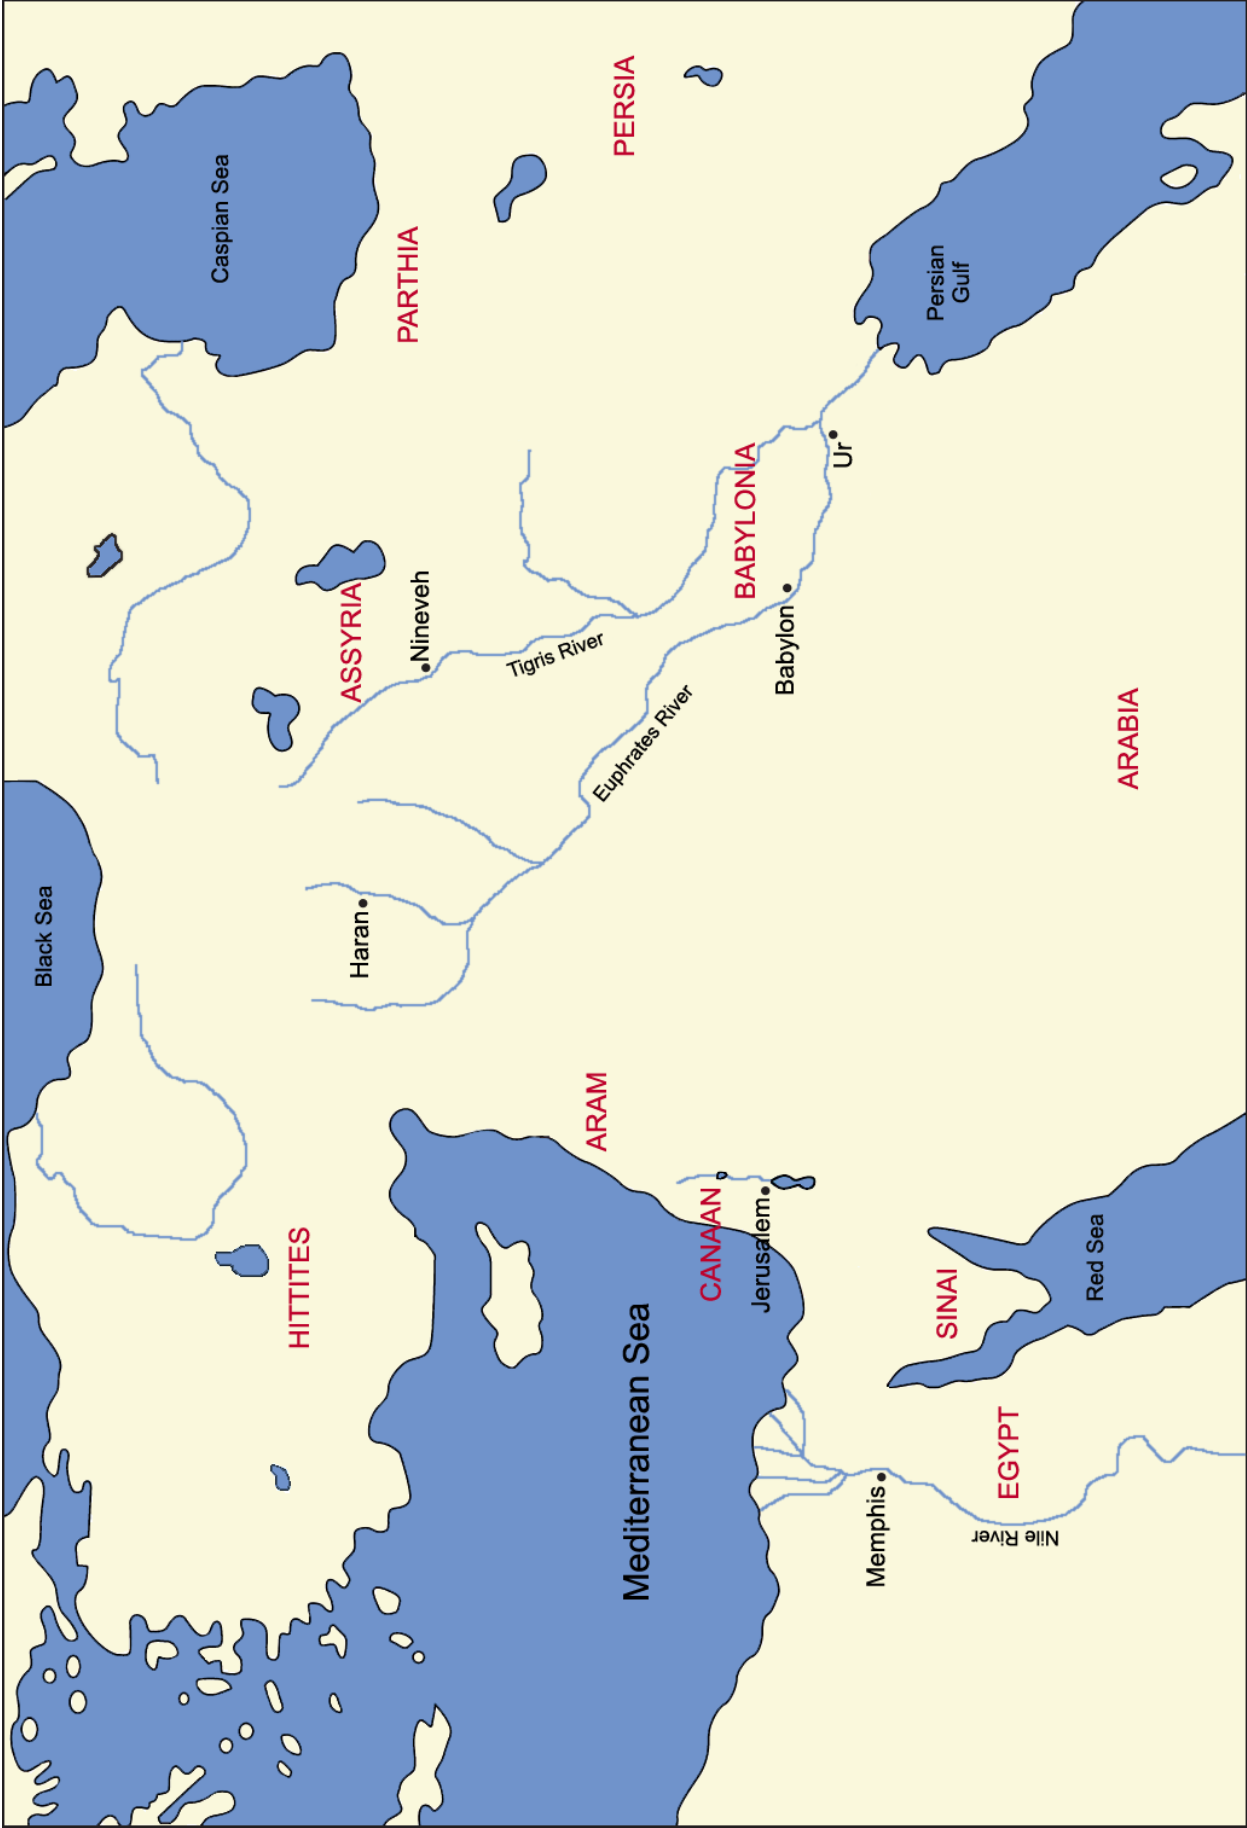 Black Sea
Caspian Sea
HITTITES
ASSYRIA
PARTHIA
Haran
Nineveh
PERSIA
Tigris River
ARAM
Euphrates River
Mediterranean Sea
CANAAN
BABYLONIA
Jerusalem
Babylon
Ur
Memphis
SINAI
Persian
Gulf
EGYPT
Nile River
Red Sea
ARABIA